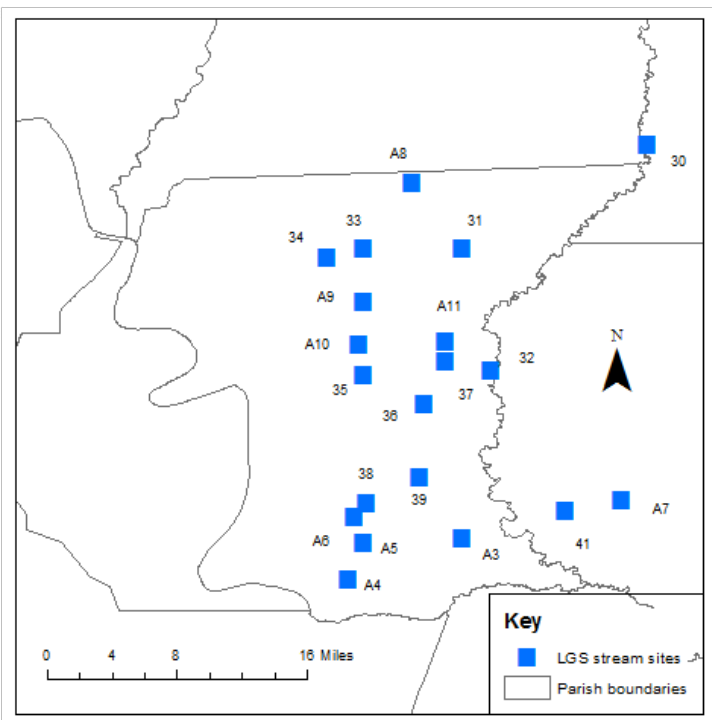 A8
30
33
31
34
A9
A11
A10
32
35
37
36
38
39
A7
A6
A5
A3
41
A4
N
0 4 8 16 Miles
Key
LGS stream sites
Parish boundaries